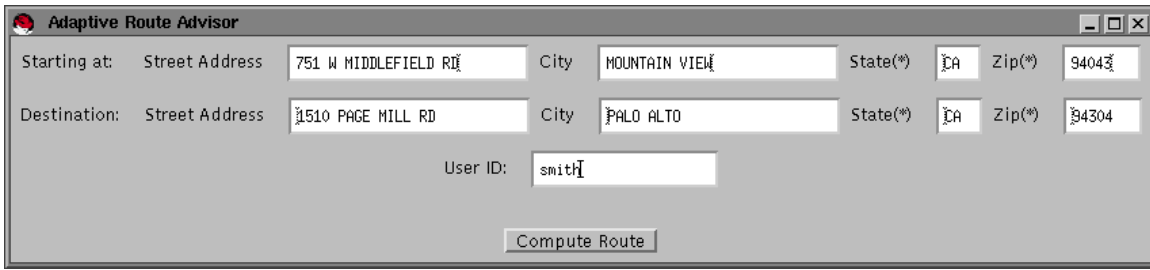 Adaptive Route Advisor
Starting at: Street Address 751 W MIDDLEFIELD RD City MOUNTAIN VIEW State(*) CA Zip(*) 94043
Destination: Street Address 1510 PAGE MILL RD City PALO ALTO State(*) CA Zip(*) 94304
User ID: smith
Compute Route